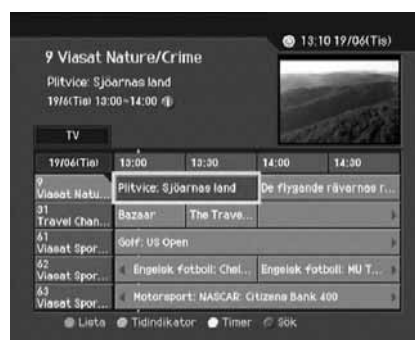 13:10 19/06(Tis)
9 Viasat Nature/Crime
Plitvice: Sjöarnas land
19/6(Tis) 13:00~14:00
TV
19/06(Tis) 13:00 13:30 14:00 14:30
9 Viasat Natu... Plitvice: Sjöarnas land De flygande rävarnas r...
31 Travel Chan... Bazaar The Trave...
61 Viasat Spor... Golf: US Open
62 Viasat Spor... Engelsk fotboll: Chel... Engelsk fotboll: MU T...
63 Viasat Spor... Motorsport: NASCAR: Citizens Bank 400
Lista Tidindikator Timer Sök